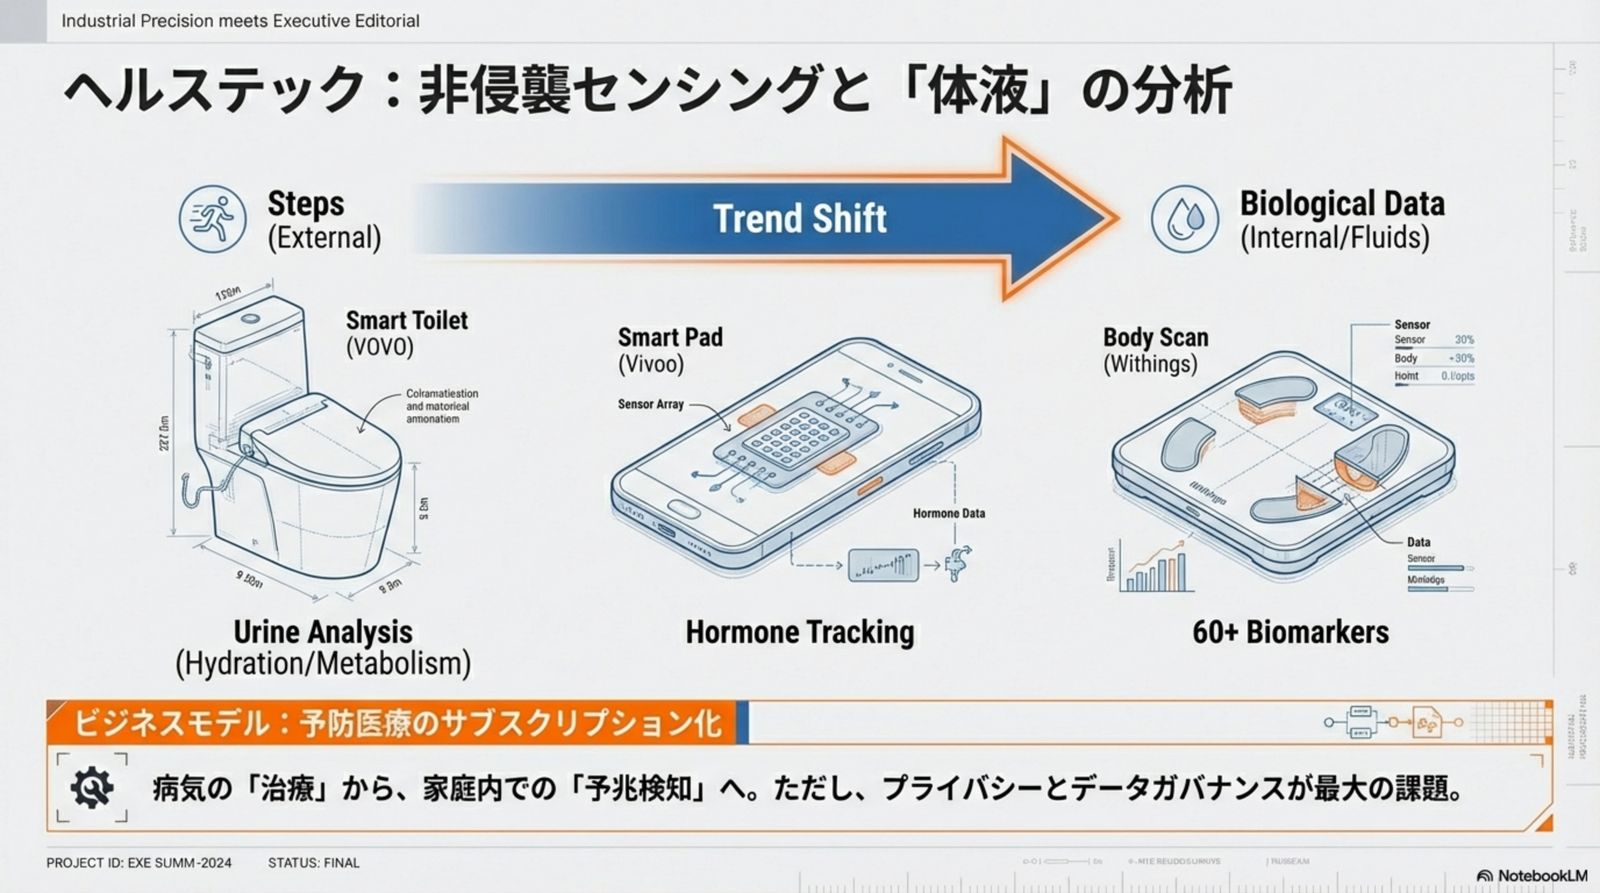 Industrial Precision meets Executive Editorial
ヘルステック：非侵襲センシングと「体液」の分析
Steps
(External)
Trend Shift
Biological Data
(Internal/Fluids)
Smart Toilet
(VOVO)
and matorical
Smart Pad
(Vivoo)
Sensor Array
Hormone Data
Body Scan
(Withings)
Sensor
Sensor 30%
Body +30%
Data
Urine Analysis
(Hydration/Metabolism)
Hormone Tracking
60+ Biomarkers
ビジネスモデル：予防医療のサブスクリプション化
病気の「治療」から、家庭内での「予兆検知」へ。ただし、プライバシーとデータガバナンスが最大の課題。
PROJECT ID: EXE SUMM-2024 STATUS: FINAL
NotebookLM